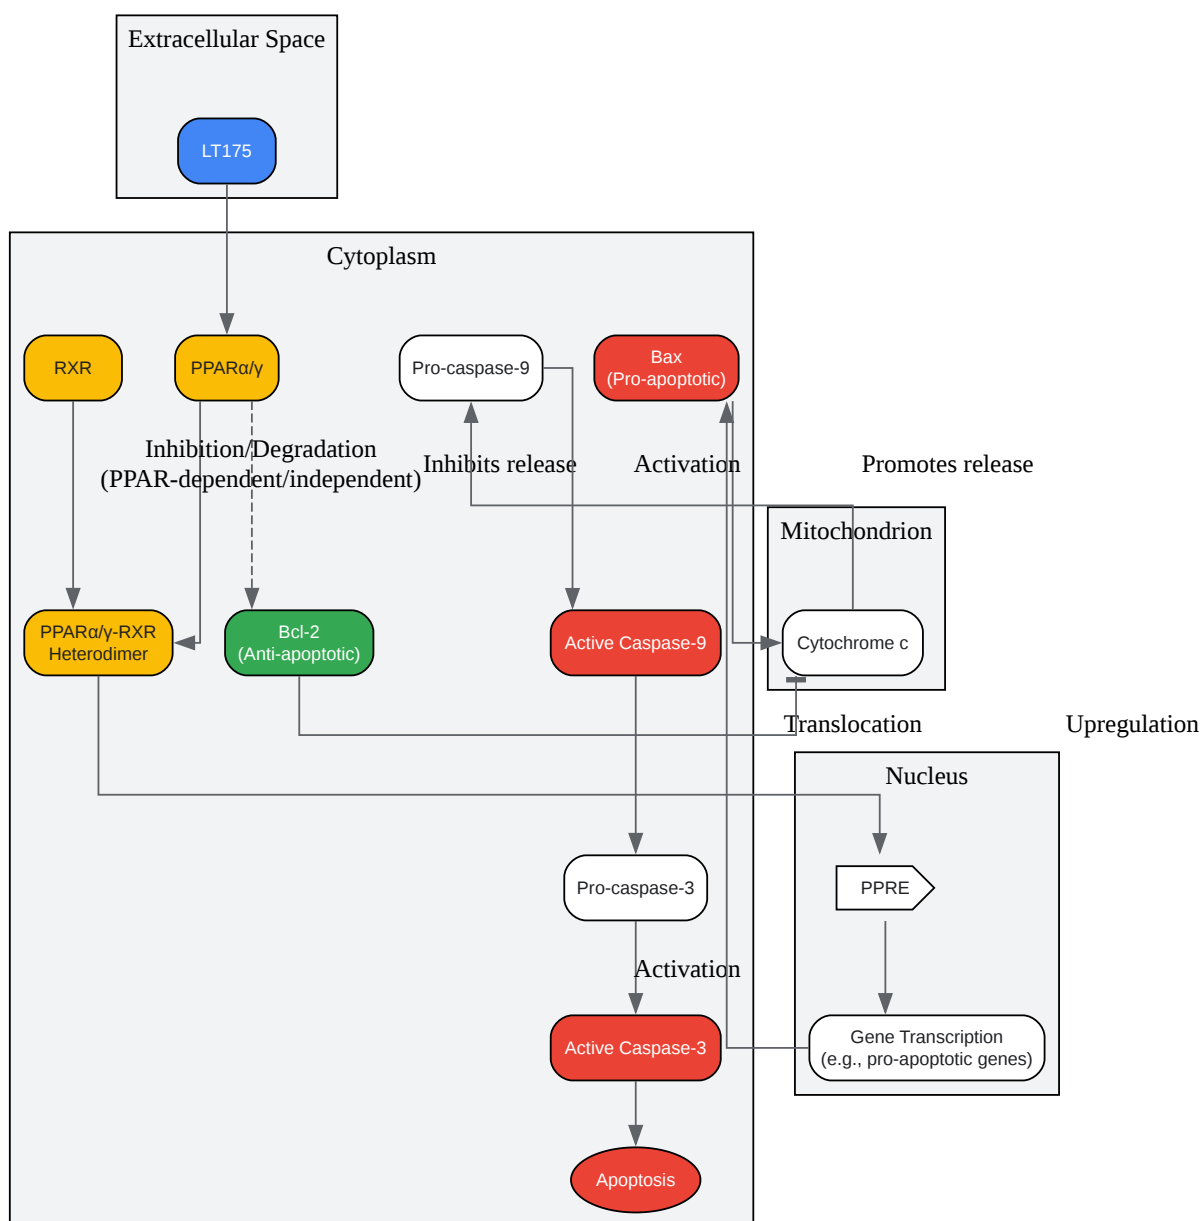 Extracellular Space
LT175
Cytoplasm
RXR
PPARα/γ
Pro-caspase-9
Bax
(Pro-apoptotic)
Inhibition/Degradation
(PPAR-dependent/independent)
Inhibits release
Activation
Promotes release
Mitochondrion
PPARα/γ-RXR
Heterodimer
Bcl-2
(Anti-apoptotic)
Active Caspase-9
Cytochrome c
Translocation
Upregulation
Nucleus
Pro-caspase-3
PPRE
Activation
Active Caspase-3
Gene Transcription
(e.g., pro-apoptotic genes)
Apoptosis